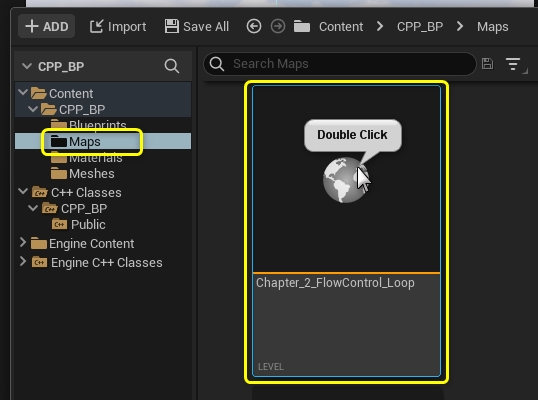 ADD Import Save All Content CPP_BP Maps
CPP_BP
Search Maps
Content
CPP_BP
Blueprints
Maps
Materials
Meshes
C++ Classes
CPP_BP
C++ Public
Engine Content
C++ Engine C++ Classes
Double Click
Chapter_2_FlowControl_Loop
LEVEL